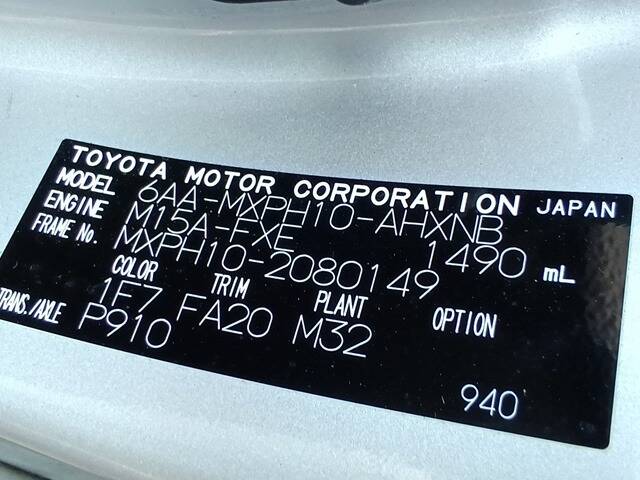 TOYOTA MOTOR CORPORATION JAPAN
MODEL 6AA-MXPH10-AHXNB
ENGINE M15A-FXE 1490 mL
FRAME No. MXPH10-2080149
COLOR TRIM PLANT OPTION
1F7 FA20 M32
TRANS./AXLE P910
940